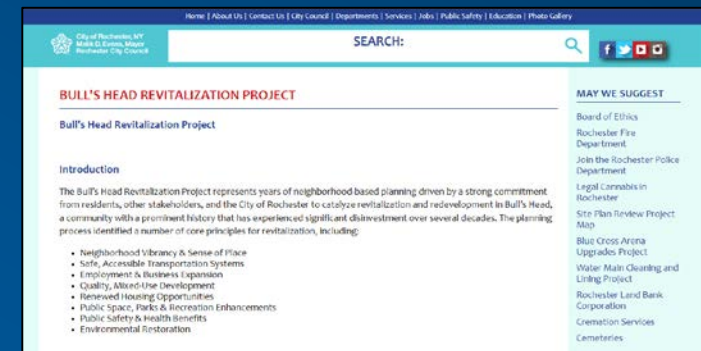 Home | About Us | Contact Us | City Council | Departments | Services | Jobs | Public Safety | Education | Photo Gallery
City of Rochester, NY
Malik D. Evans, Mayor
Rochester City Council
SEARCH:
BULL'S HEAD REVITALIZATION PROJECT
Bull's Head Revitalization Project
Introduction
The Bull's Head Revitalization Project represents years of neighborhood based planning driven by a strong commitment
from residents, other stakeholders, and the City of Rochester to catalyze revitalization and redevelopment in Bull's Head,
a community with a prominent history that has experienced significant disinvestment over several decades. The planning
process identified a number of core principles for revitalization, including:
• Neighborhood Vibrancy & Sense of Place
• Safe, Accessible Transportation Systems
• Employment & Business Expansion
• Quality, Mixed-Use Development
• Renewed Housing Opportunities
• Public Space, Parks & Recreation Enhancements
• Public Safety & Health Benefits
• Environmental Restoration
MAY WE SUGGEST
Board of Ethics
Rochester Fire
Department
Join the Rochester Police
Department
Legal Cannabis in
Rochester
Site Plan Review Project
Map
Blue Cross Arena
Upgrades Project
Water Main Cleaning and
Lining Project
Rochester Land Bank
Corporation
Cremation Services
Cemeteries